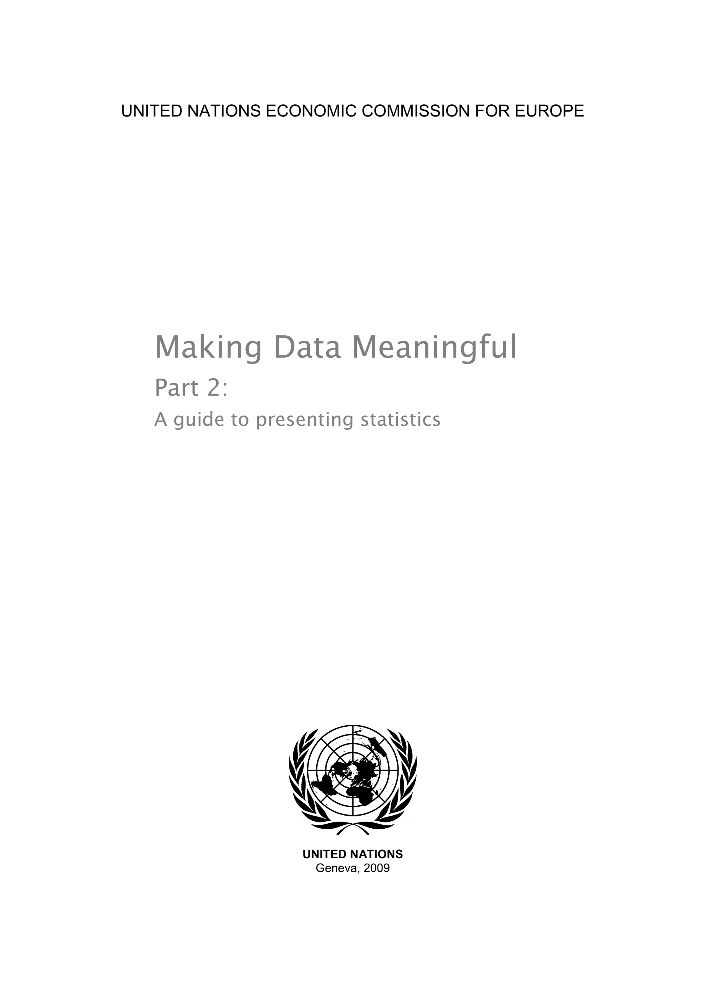 UNITED NATIONS ECONOMIC COMMISSION FOR EUROPE
Making Data Meaningful
Part 2:
A guide to presenting statistics
UNITED NATIONS
Geneva, 2009